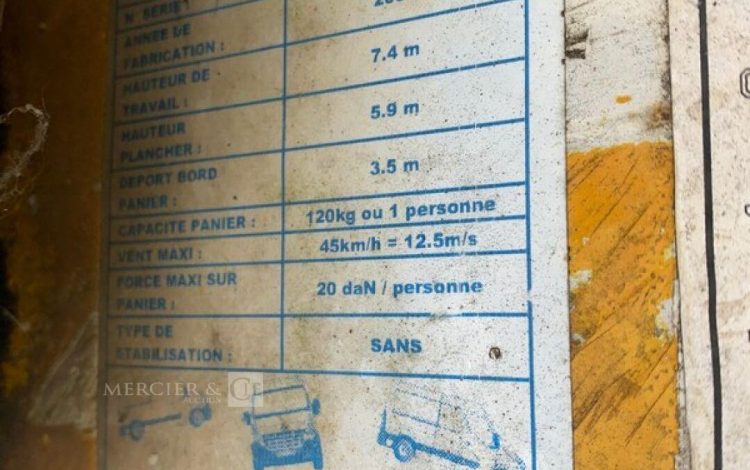 N° SERIE
ANNEE DE
FABRICATION :
7.4 m
HAUTEUR DE
TRAVAIL :
5.9 m
HAUTEUR
PLANCHER :
3.5 m
DEPORT BORD
PANIER :
CAPACITE PANIER :
120kg ou 1 personne
VENT MAXI :
45km/h = 12.5m/s
FORCE MAXI SUR
PANIER :
20 daN / personne
TYPE DE
STABILISATION :
SANS
MERCIER & C°
AUCTION